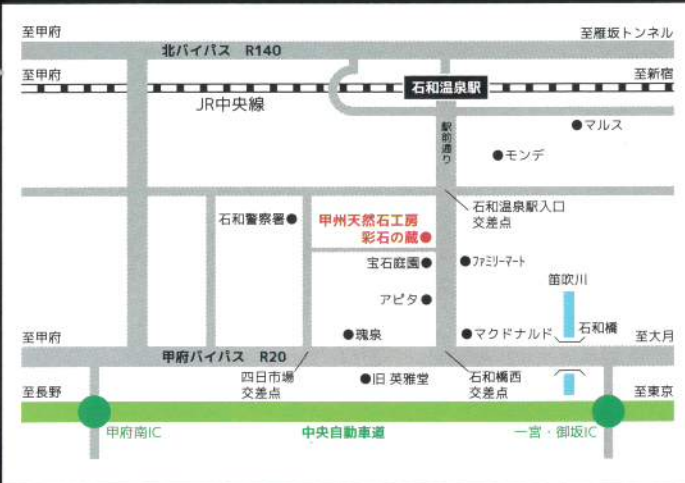 至甲府
至雁坂トンネル
北バイパス R140
至甲府
至新宿
石和温泉駅
JR中央線
駅前通り
●マルス
●モンデ
石和温泉駅入口
交差点
石和警察署●
甲州天然石工房
彩石の蔵●
宝石庭園●
●ファミリーマート
笛吹川
アピタ●
●瑰泉
●マクドナルド
石和橋
至甲府
至大月
甲府バイパス R20
四日市場
交差点
●旧 英雅堂
石和橋西
交差点
至長野
至東京
甲府南IC
中央自動車道
一宮・御坂IC